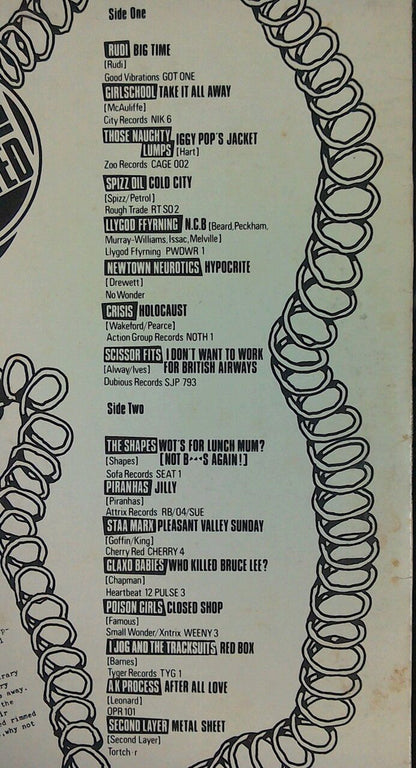 Side One
RUDI BIG TIME
[Rudi]
Good Vibrations GOT ONE
GIRLSCHOOL TAKE IT ALL AWAY
[McAuliffe]
City Records NIK 6
THOSE NAUGHTY LUMPS IGGY POP'S JACKET
[Hart]
Zoo Records CAGE 002
SPIZZ OIL COLD CITY
[Spizz/Petrol]
Rough Trade RTSO2
LLYGOD FFYRNING N.C.B [Beard, Peckham,
Murray-Williams, Issac, Melville]
Llygod Ffyrning PWDWR 1
NEWTOWN NEUROTICS HYPOCRITE
[Drewett]
No Wonder
CRISIS HOLOCAUST
[Wakeford/Pearce]
Action Group Records NOTH 1
SCISSOR FITS I DON'T WANT TO WORK
[Alway/Ives] FOR BRITISH AIRWAYS
Dubious Records SJP 793
Side Two
THE SHAPES WOT'S FOR LUNCH MUM?
[Shapes] [NOT B···S AGAIN!]
Sofa Records SEAT 1
PIRANHAS JILLY
[Piranhas]
Attrix Records RB/04/SUE
STAA MARX PLEASANT VALLEY SUNDAY
[Goffin/King]
Cherry Red CHERRY 4
GLAXO BABIES WHO KILLED BRUCE LEE?
[Chapman]
Heartbeat 12 PULSE 3
POISON GIRLS CLOSED SHOP
[Famous]
Small Wonder/Xntrix WEENY 3
I JOG AND THE TRACKSUITS RED BOX
[Barnes]
Tyger Records TYG 1
A K PROCESS AFTER ALL LOVE
[Leonard]
OPR 101
SECOND LAYER METAL SHEET
[Second Layer]
away.
the
rimmed
why not